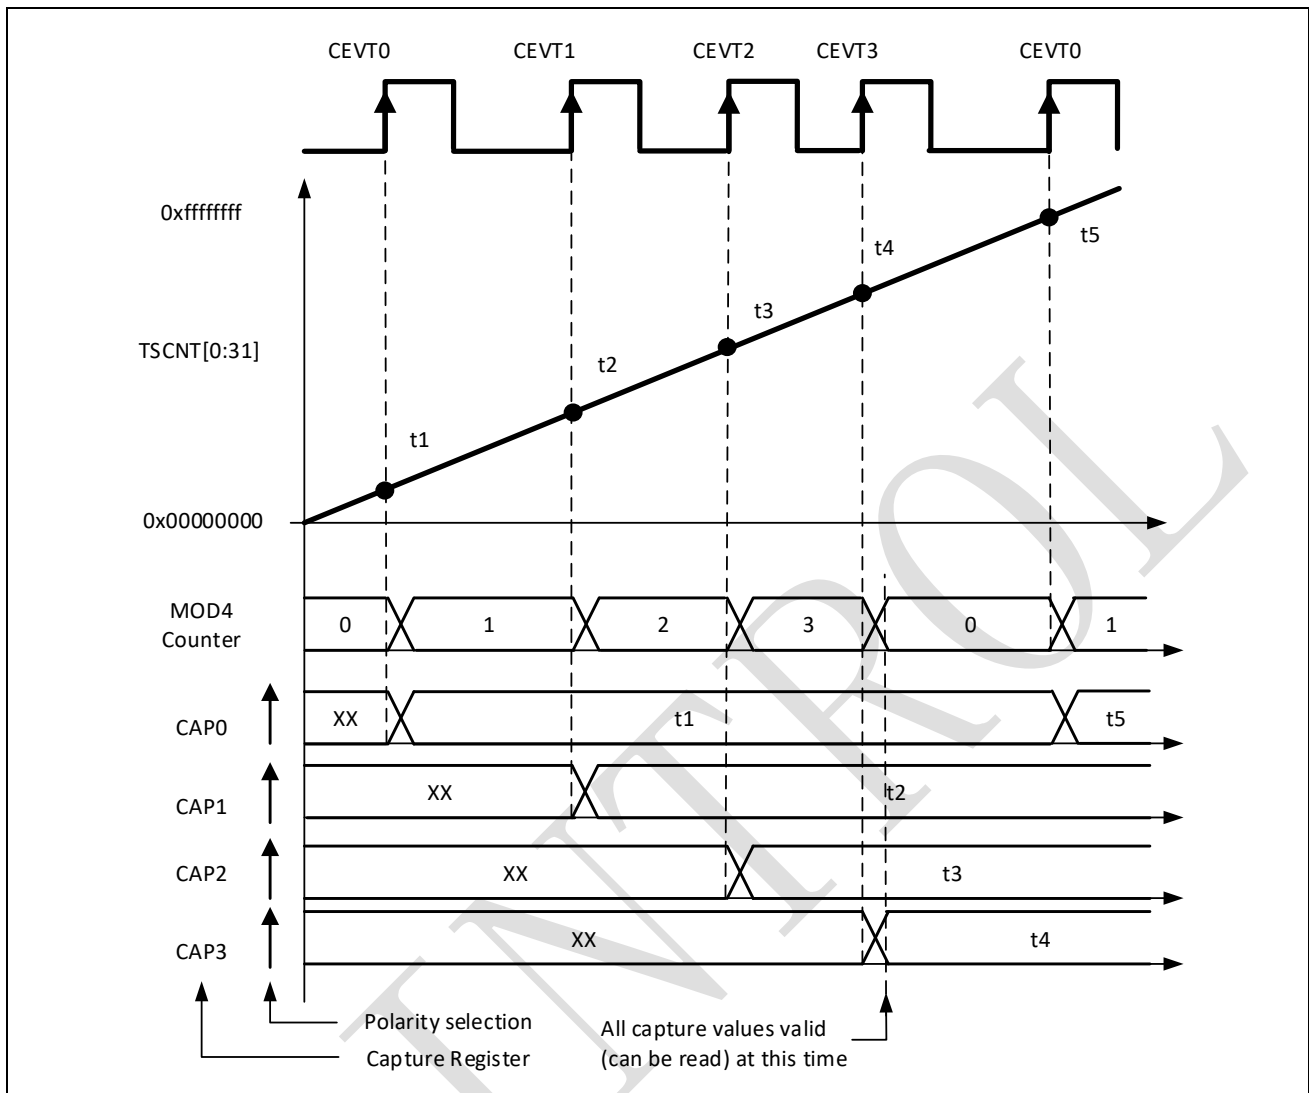 CEVT0 CEVT1 CEVT2 CEVT3 CEVT0
0xffffffff
t5
t4
t3
TSCNT[0:31]
t2
t1
0x00000000
MOD4
Counter
0 1 2 3 0 1
CAP0 XX t1 t5
CAP1 XX t2
CAP2 XX t3
CAP3 XX t4
Polarity selection
Capture Register
All capture values valid
(can be read) at this time